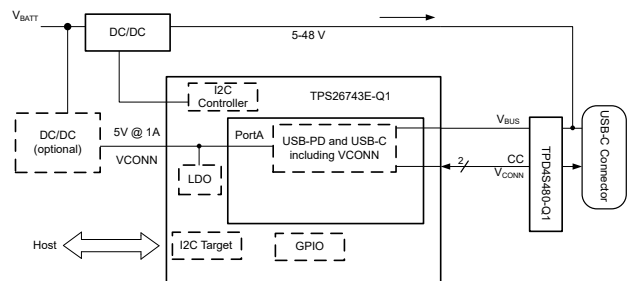 VBATT
DC/DC
5-48 V
I2C
Controller
TPS26743E-Q1
DC/DC
(optional)
5V @ 1A
VCONN
PortA
USB-PD and USB-C
including VCONN
LDO
VBUS
2
CC
VCONN
TPD4S480-Q1
USB-C Connector
Host
I2C Target
GPIO